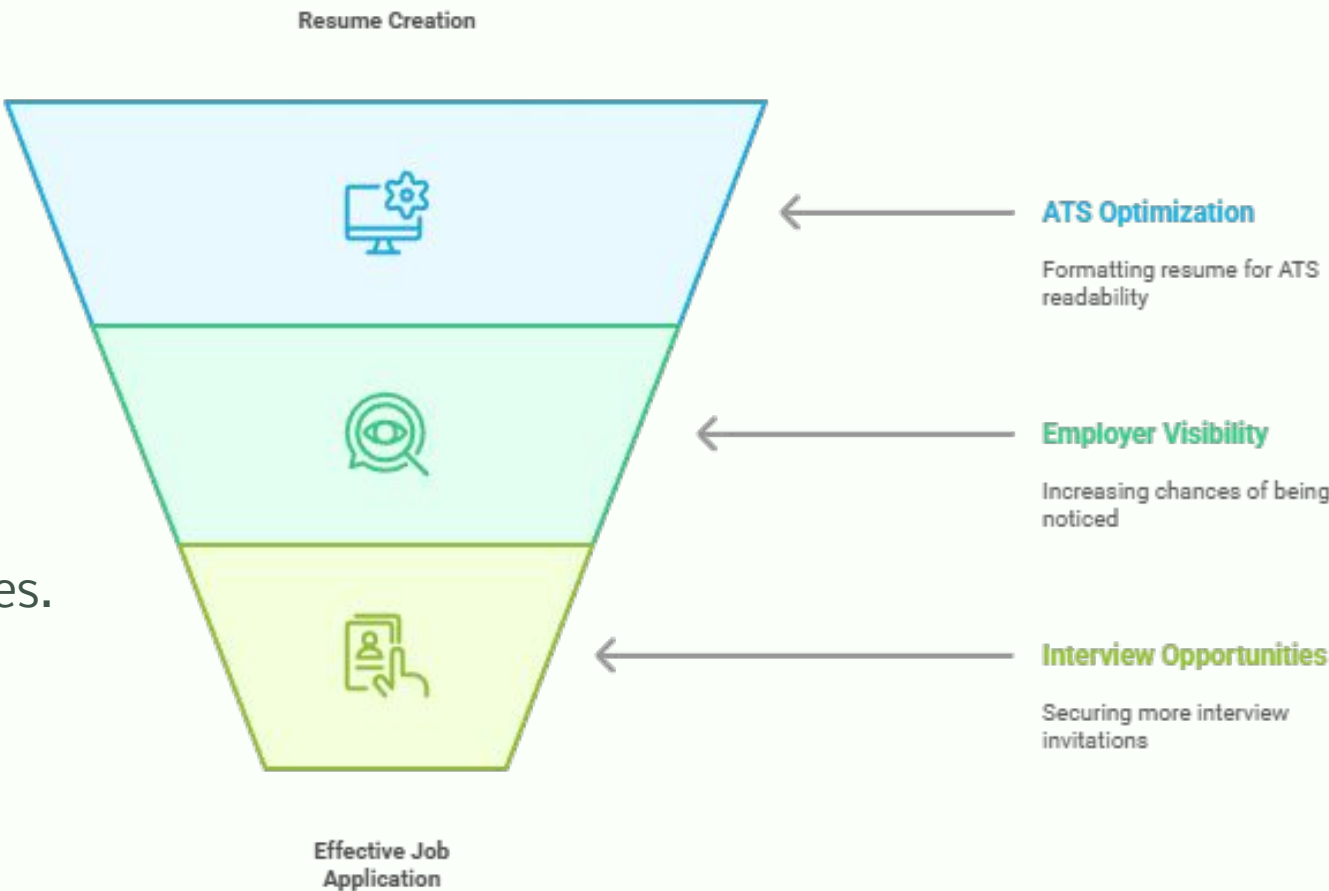 Resume Creation
ATS Optimization
Formatting resume for ATS
readability
Employer Visibility
Increasing chances of being
noticed
es.
Interview Opportunities
Securing more interview
invitations
Effective Job
Application